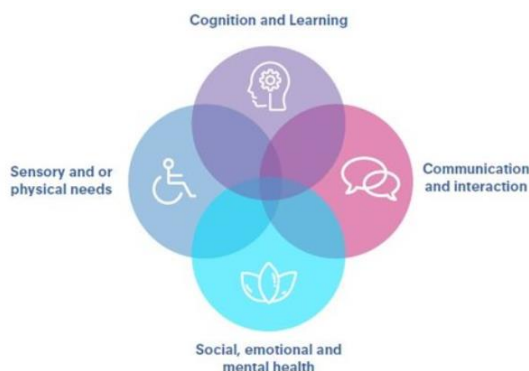 Cognition and Learning
Sensory and or
physical needs
Communication
and interaction
Social, emotional and
mental health